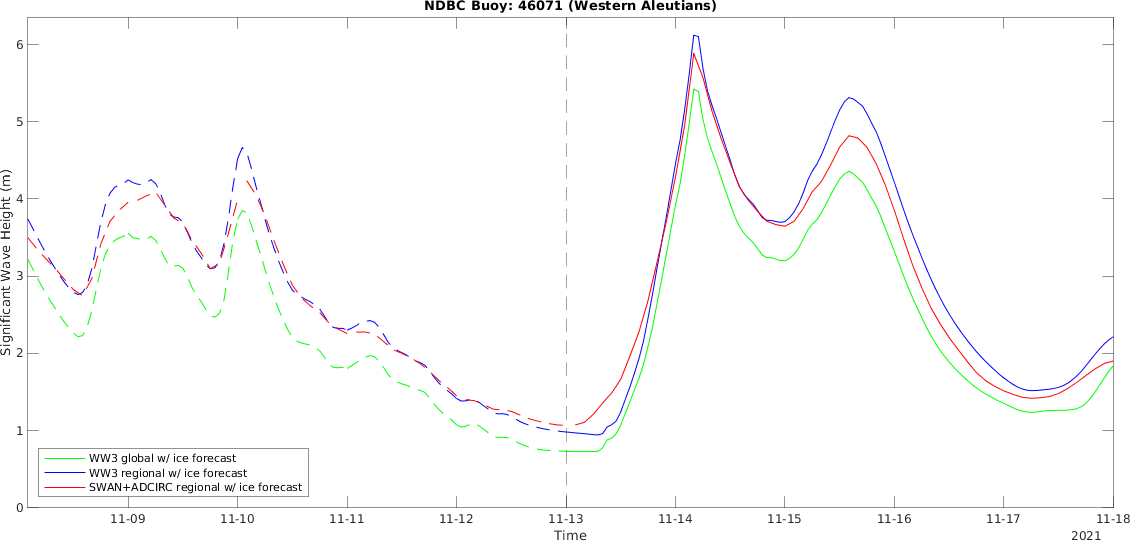 NDBC Buoy: 46071 (Western Aleutians)
Significant Wave Height (m)
6
5
4
3
2
1
0
WW3 global w/ ice forecast
WW3 regional w/ ice forecast
SWAN+ADCIRC regional w/ ice forecast
11-09 11-10 11-11 11-12 11-13 11-14 11-15 11-16 11-17 11-18
Time
2021